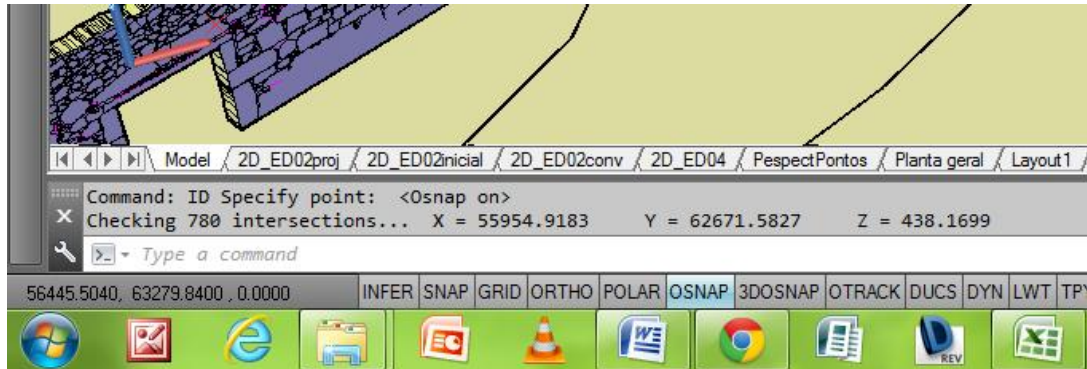 Model 2D_ED02proj 2D_ED02inicial 2D_ED02conv 2D_ED04 PespectPontos Planta geral Layout1
Command: ID Specify point: <Osnap on>
Checking 780 intersections... X = 55954.9183 Y = 62671.5827 Z = 438.1699
Type a command
56445.5040, 63279.8400 , 0.0000 INFER SNAP GRID ORTHO POLAR OSNAP 3DOSNAP OTRACK DUCS DYN LWT TPY
REV